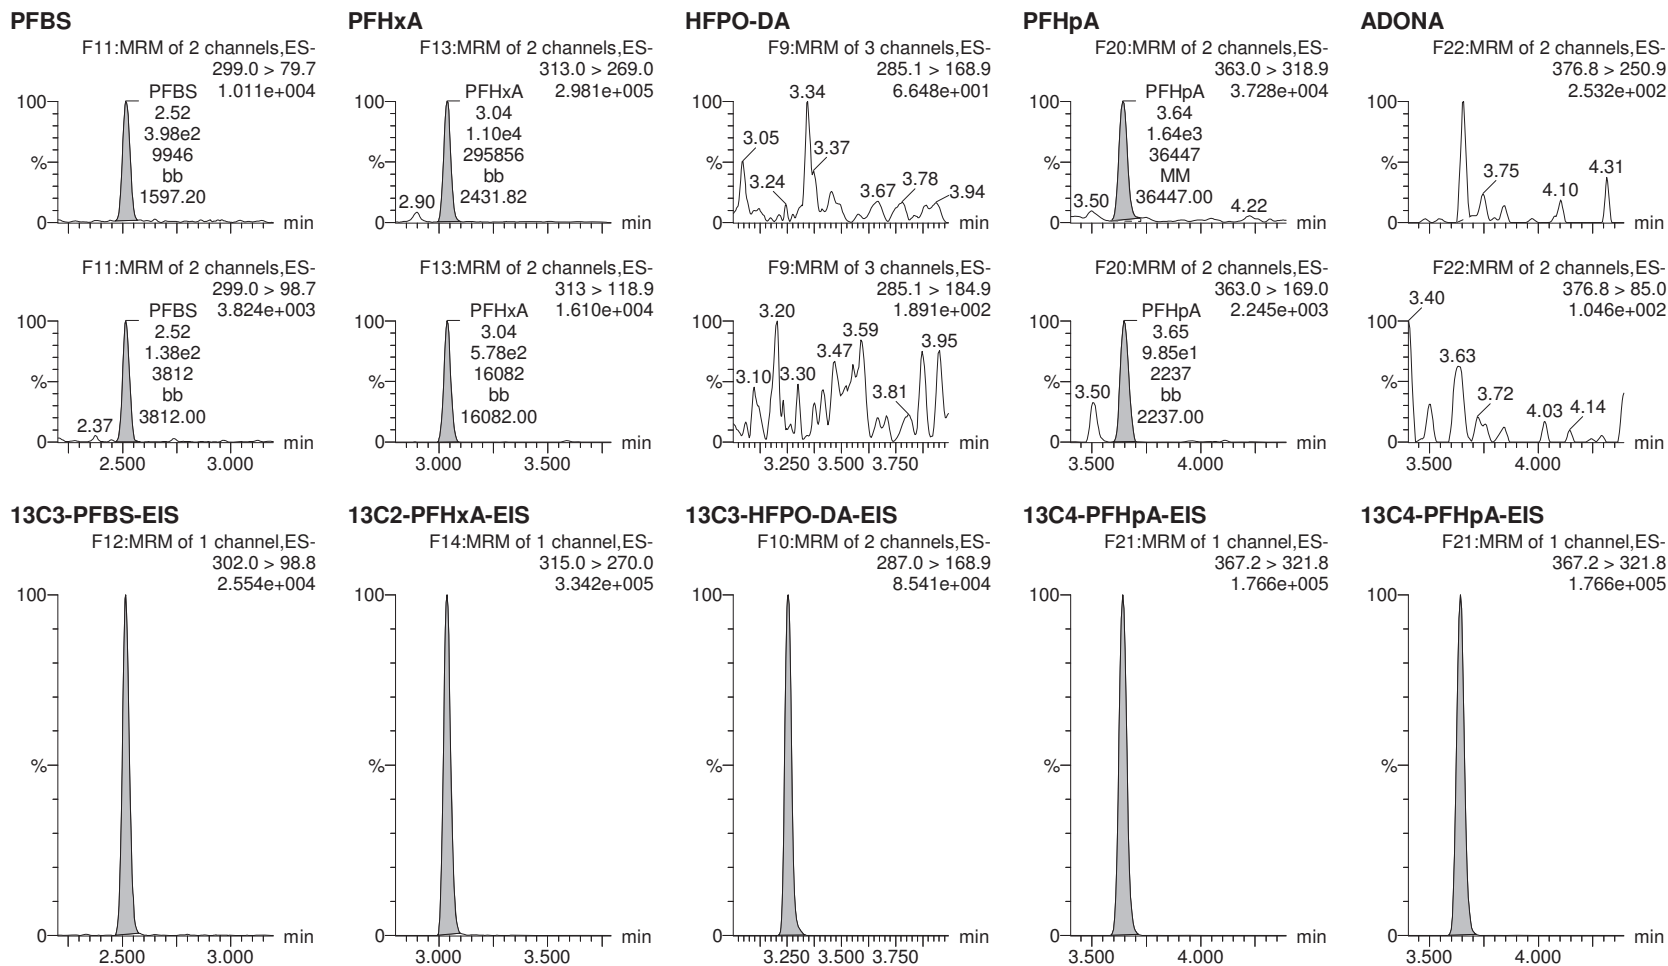 PFBS
F11:MRM of 2 channels,ES-
299.0 > 79.7
1.011e+004
100
PFBS
2.52
3.98e2
9946
bb
1597.20
%
0
min
F11:MRM of 2 channels,ES-
299.0 > 98.7
3.824e+003
100
PFBS
2.52
1.38e2
3812
bb
3812.00
%
2.37
0
min
2.500 3.000
PFHxA
F13:MRM of 2 channels,ES-
313.0 > 269.0
2.981e+005
100
PFHxA
3.04
1.10e4
295856
bb
2431.82
%
2.90
0
min
F13:MRM of 2 channels,ES-
313 > 118.9
1.610e+004
100
PFHxA
3.04
5.78e2
16082
bb
16082.00
%
0
min
3.000 3.500
HFPO-DA
F9:MRM of 3 channels,ES-
285.1 > 168.9
6.648e+001
100
3.34
3.05
3.37
%
3.24
3.67
3.78
3.94
0
min
F9:MRM of 3 channels,ES-
285.1 > 184.9
1.891e+002
100
3.20
3.59
3.47
3.95
%
3.10
3.30
3.81
0
min
3.250 3.500 3.750
PFHpA
F20:MRM of 2 channels,ES-
363.0 > 318.9
3.728e+004
100
PFHpA
3.64
1.64e3
36447
MM
36447.00
%
3.50
4.22
0
min
F20:MRM of 2 channels,ES-
363.0 > 169.0
2.245e+003
100
PFHpA
3.65
9.85e1
2237
bb
2237.00
%
3.50
0
min
3.500 4.000
ADONA
F22:MRM of 2 channels,ES-
376.8 > 250.9
2.532e+002
100
%
3.75
4.10
4.31
0
min
F22:MRM of 2 channels,ES-
376.8 > 85.0
1.046e+002
3.40
100
3.63
%
3.72
4.03
4.14
0
min
3.500 4.000
13C3-PFBS-EIS
F12:MRM of 1 channel,ES-
302.0 > 98.8
2.554e+004
100
%
0
min
2.500 3.000
13C2-PFHxA-EIS
F14:MRM of 1 channel,ES-
315.0 > 270.0
3.342e+005
100
%
0
min
3.000 3.500
13C3-HFPO-DA-EIS
F10:MRM of 2 channels,ES-
287.0 > 168.9
8.541e+004
100
%
0
min
3.250 3.500 3.750
13C4-PFHpA-EIS
F21:MRM of 1 channel,ES-
367.2 > 321.8
1.766e+005
100
%
0
min
3.500 4.000
13C4-PFHpA-EIS
F21:MRM of 1 channel,ES-
367.2 > 321.8
1.766e+005
100
%
0
min
3.500 4.000